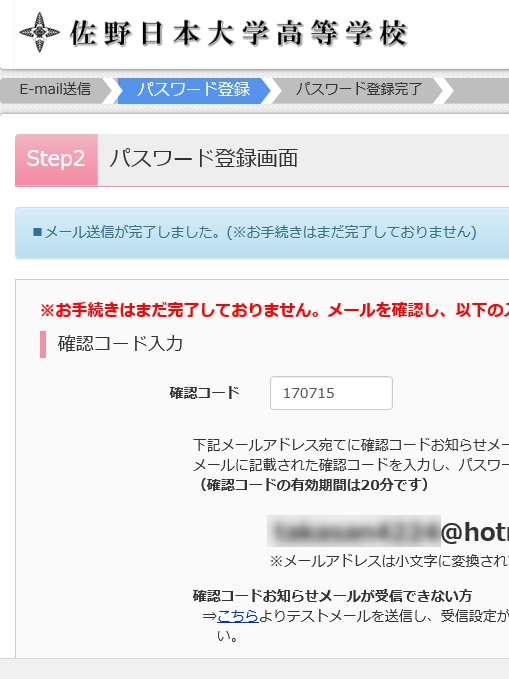 佐野日本大学高等学校
E-mail送信
パスワード登録
パスワード登録完了
Step2 パスワード登録画面
■メール送信が完了しました。(※お手続きはまだ完了しておりません)
※お手続きはまだ完了しておりません。メールを確認し、以下の
確認コード入力
確認コード 170715
下記メールアドレス宛てに確認コードお知らせメー
メールに記載された確認コードを入力し、パスワー
（確認コードの有効期間は20分です）
@hot
※メールアドレスは小文字に変換され
確認コードお知らせメールが受信できない方
⇒こちらよりテストメールを送信し、受信設定が
い。